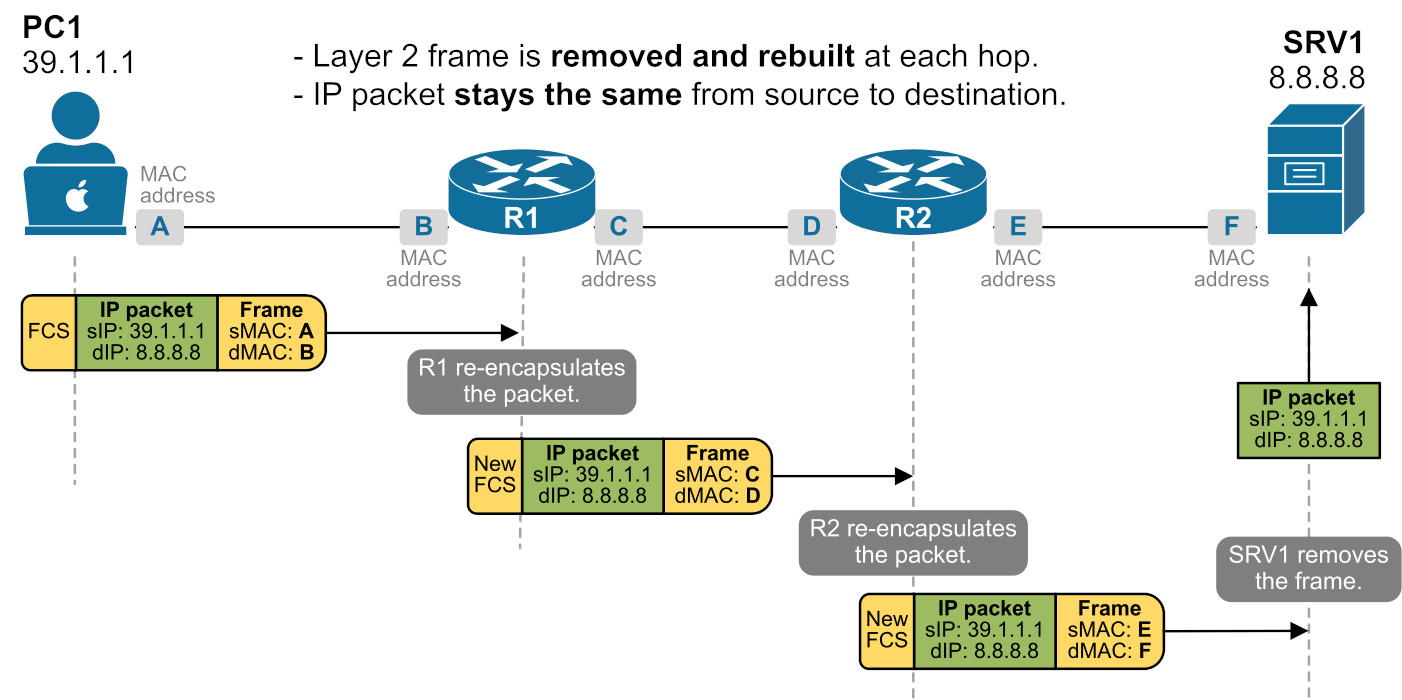 PC1
39.1.1.1
- Layer 2 frame is removed and rebuilt at each hop.
- IP packet stays the same from source to destination.
SRV1
8.8.8.8
MAC
address
A
B
R1
C
D
R2
E
F
MAC
address
MAC
address
MAC
address
MAC
address
MAC
address
FCS
IP packet
sIP: 39.1.1.1
dIP: 8.8.8.8
Frame
sMAC: A
dMAC: B
R1 re-encapsulates
the packet.
IP packet
sIP: 39.1.1.1
dIP: 8.8.8.8
New
FCS
IP packet
sIP: 39.1.1.1
dIP: 8.8.8.8
Frame
sMAC: C
dMAC: D
R2 re-encapsulates
the packet.
SRV1 removes
the frame.
New
FCS
IP packet
sIP: 39.1.1.1
dIP: 8.8.8.8
Frame
sMAC: E
dMAC: F